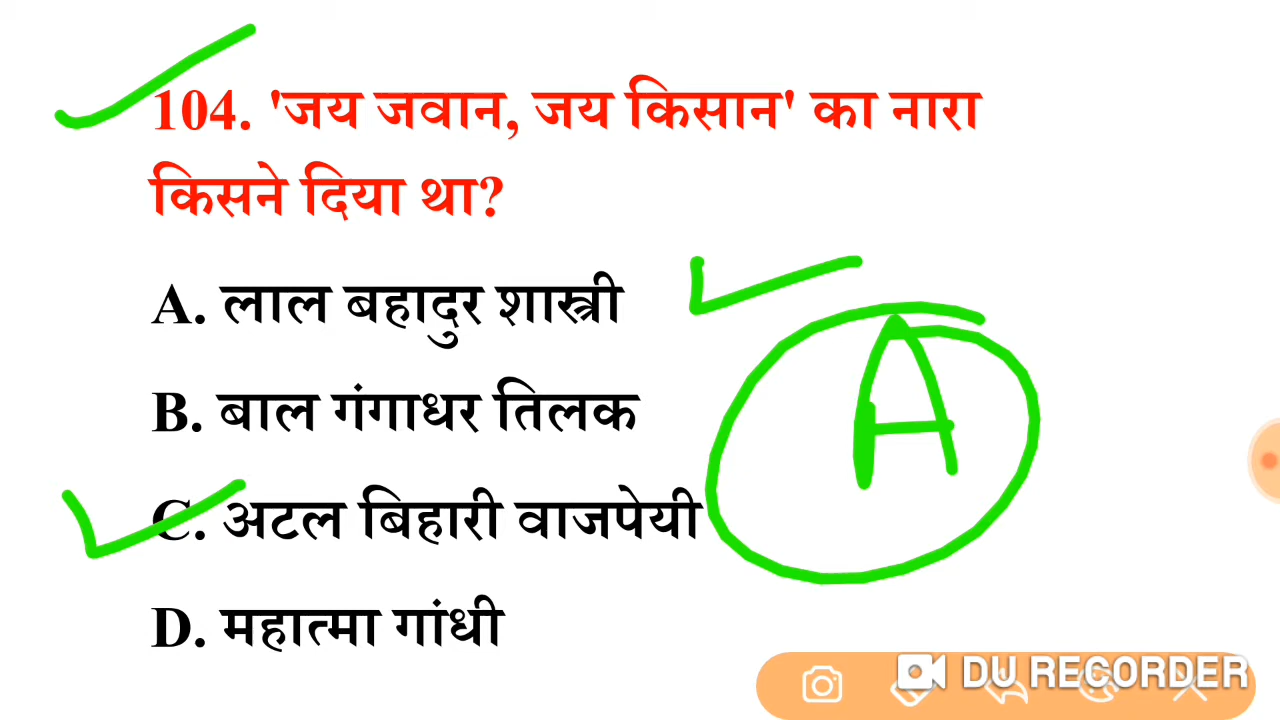 104. 'जय जवान, जय किसान' का नारा
किसने दिया था?
A. लाल बहादुर शास्त्री
A
B. बाल गंगाधर तिलक
C. अटल बिहारी वाजपेयी
D. महात्मा गांधी
DU RECORDER